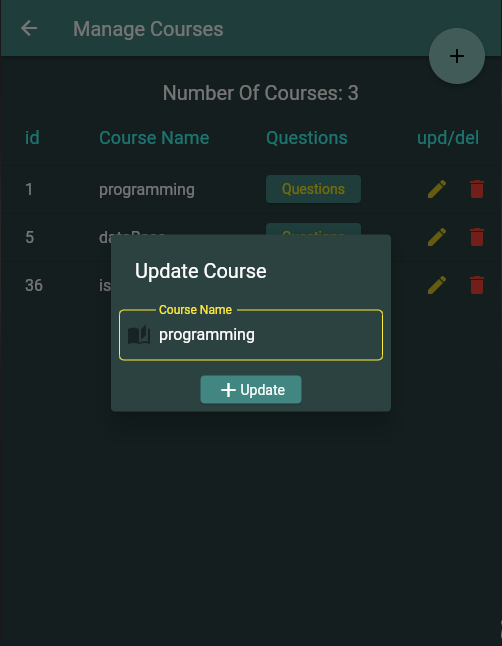 Manage Courses
+
Number Of Courses: 3
id Course Name Questions upd/del
1 programming Questions
5 dataBase Questions
36 is
Update Course
Course Name
programming
+ Update